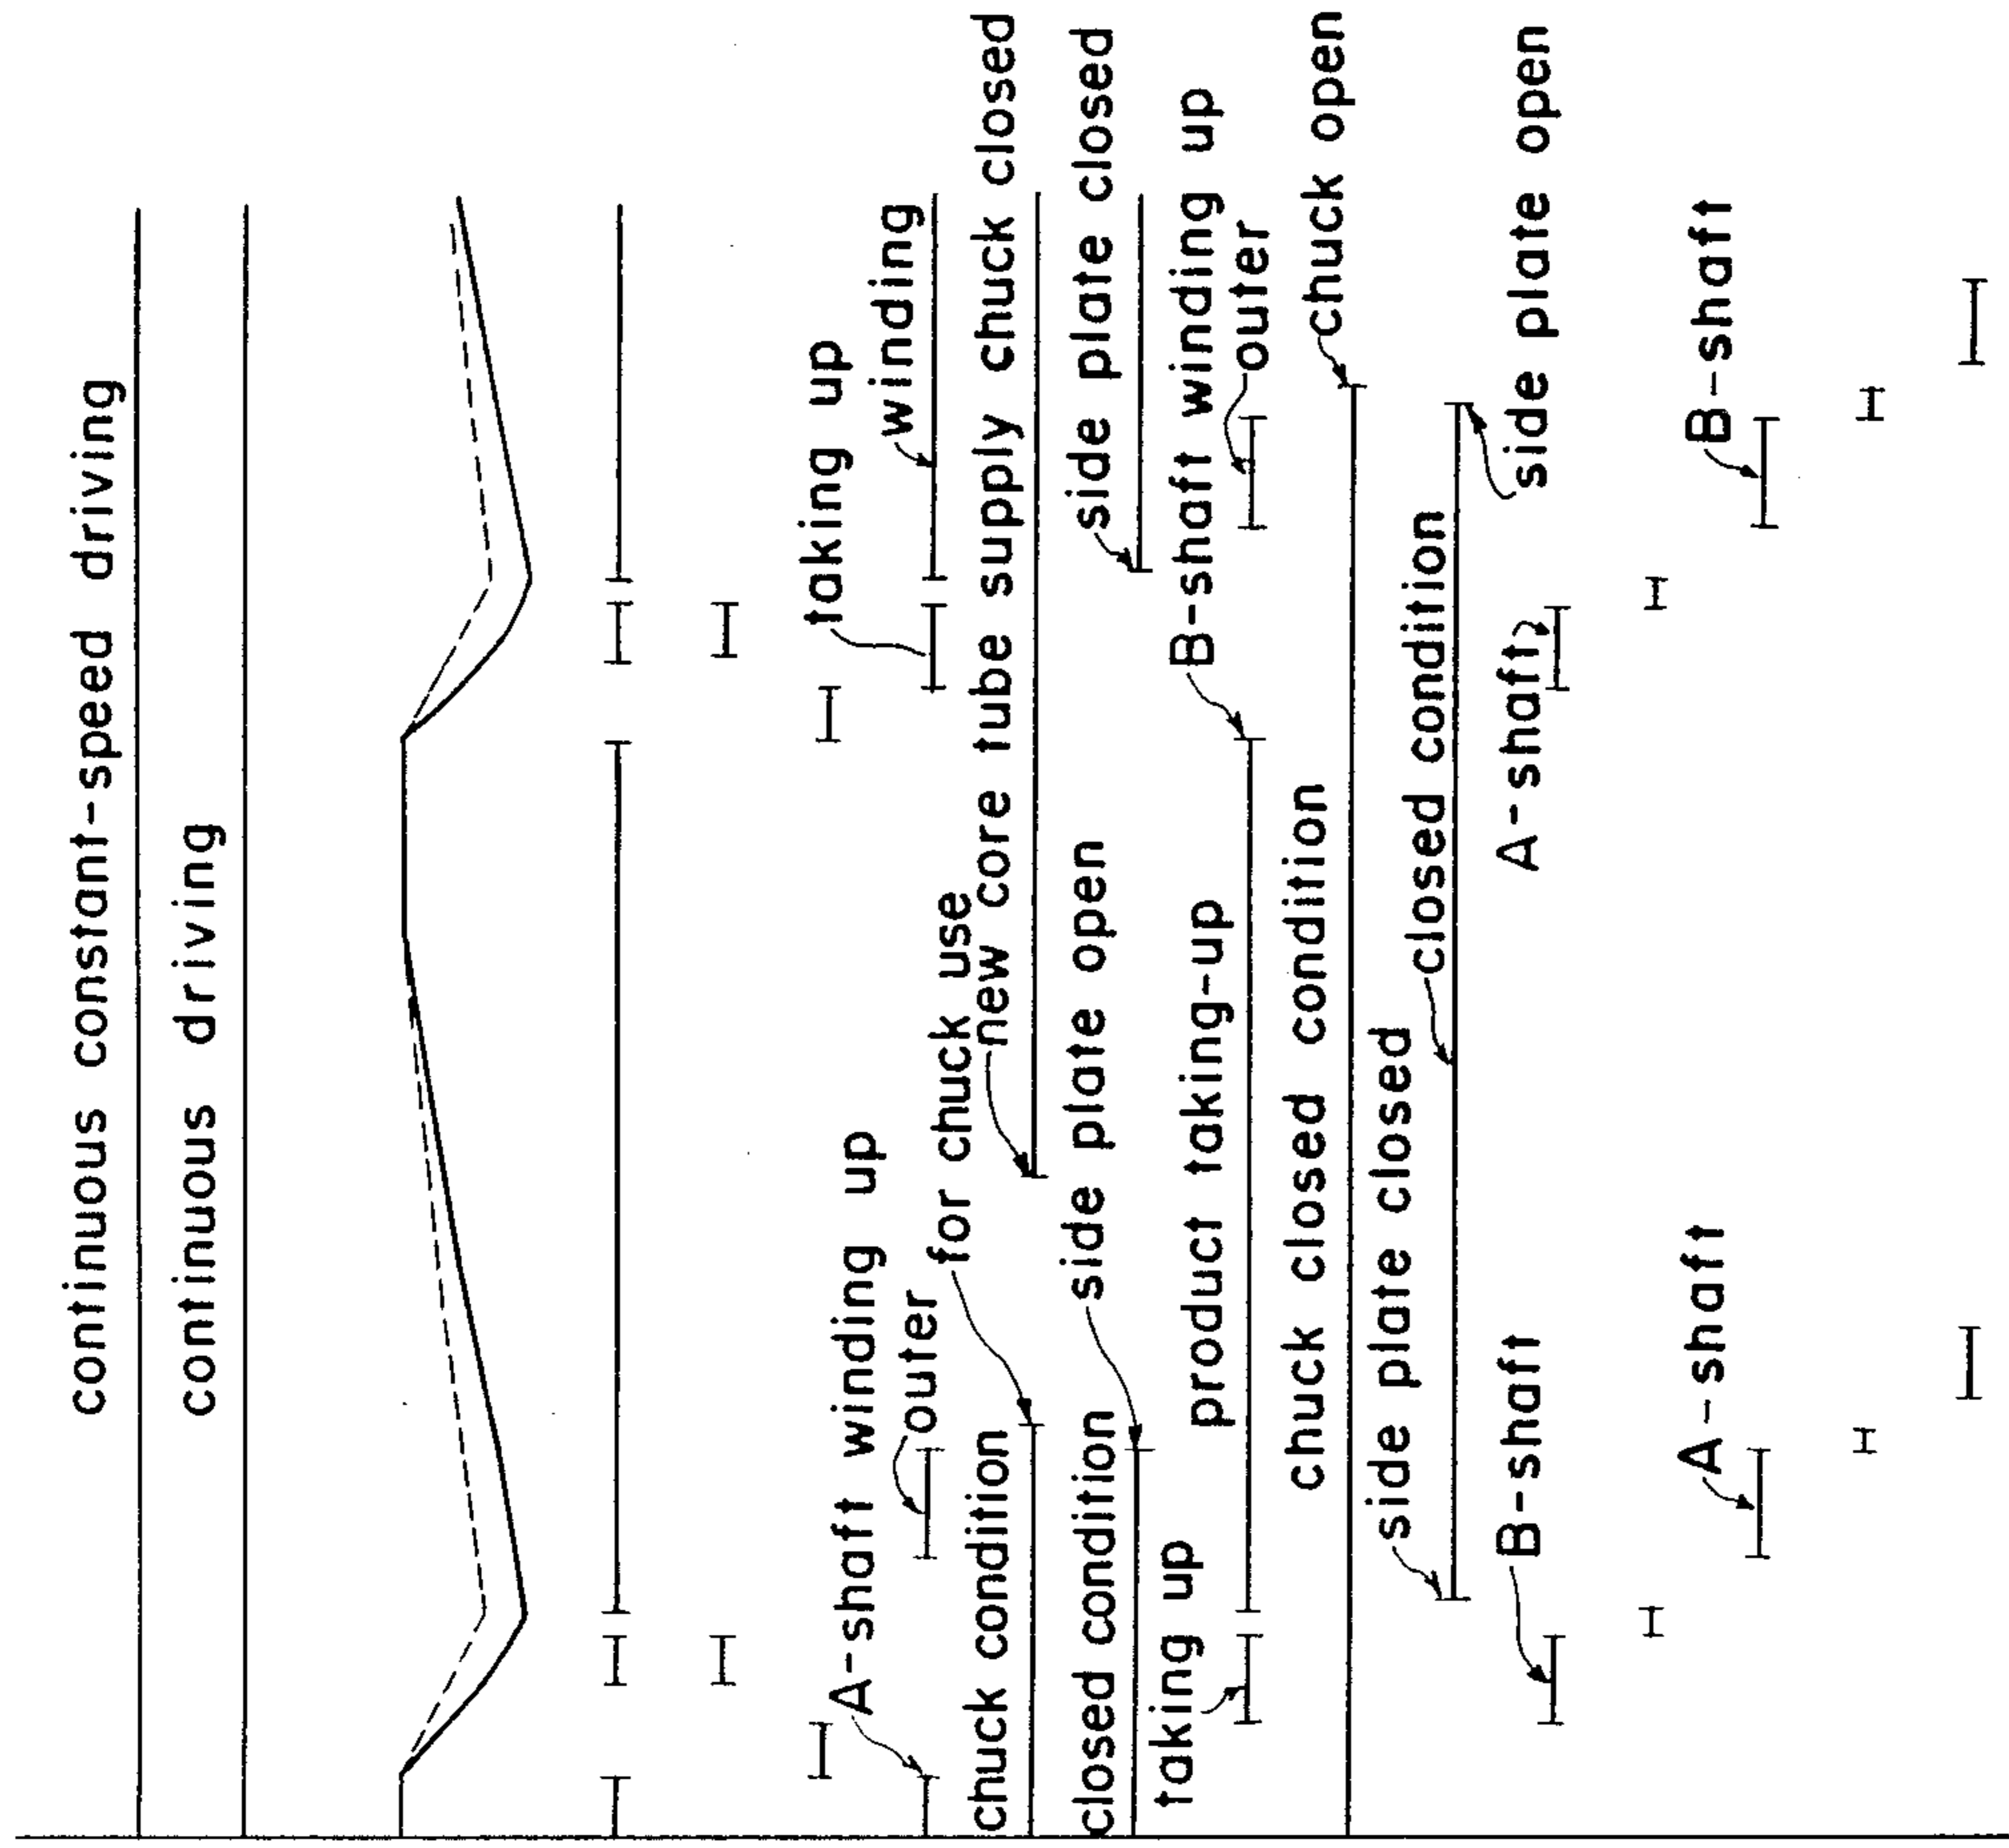 continuous constant-speed driving
continuous driving
taking up
winding
A-shaft winding up
outer
for chuck use
chuck condition
new core tube supply chuck closed
closed condition
side plate open
side plate closed
taking up
product taking-up
B-shaft winding up
outer
chuck closed condition
chuck open
side plate closed
closed condition
side plate open
B-shaft
A-shaft
A-shaft
B-shaft